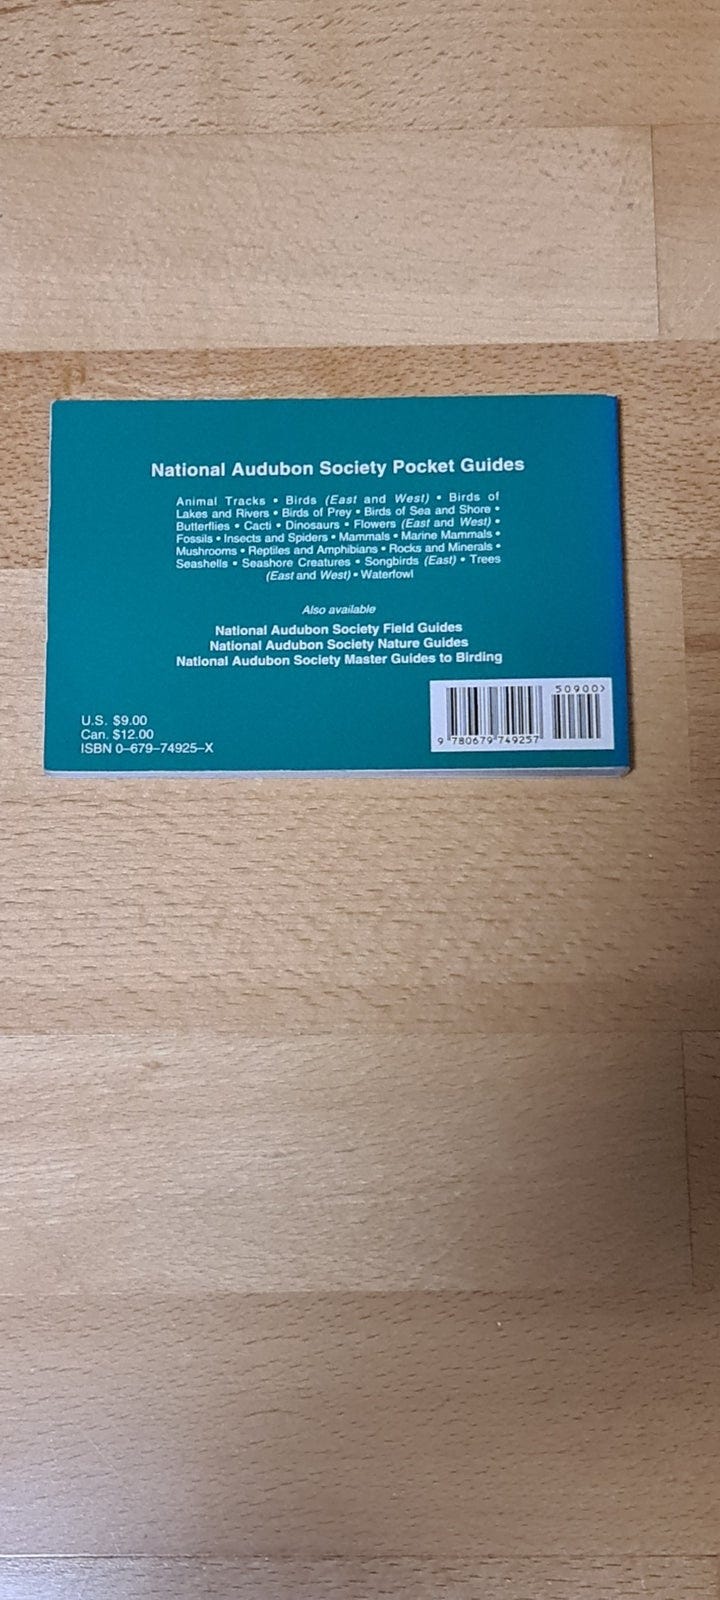 National Audubon Society Pocket Guides
Animal Tracks • Birds (East and West) • Birds of
Lakes and Rivers • Birds of Prey • Birds of Sea and Shore •
Butterflies • Cacti • Dinosaurs • Flowers (East and West) •
Fossils • Insects and Spiders • Mammals • Marine Mammals •
Mushrooms • Reptiles and Amphibians • Rocks and Minerals •
Seashells • Seashore Creatures • Songbirds (East) • Trees
(East and West) • Waterfowl
Also available
National Audubon Society Field Guides
National Audubon Society Nature Guides
National Audubon Society Master Guides to Birding
U.S. $9.00
Can. $12.00
ISBN 0–679–74925–X
50900>
9 780679 749257